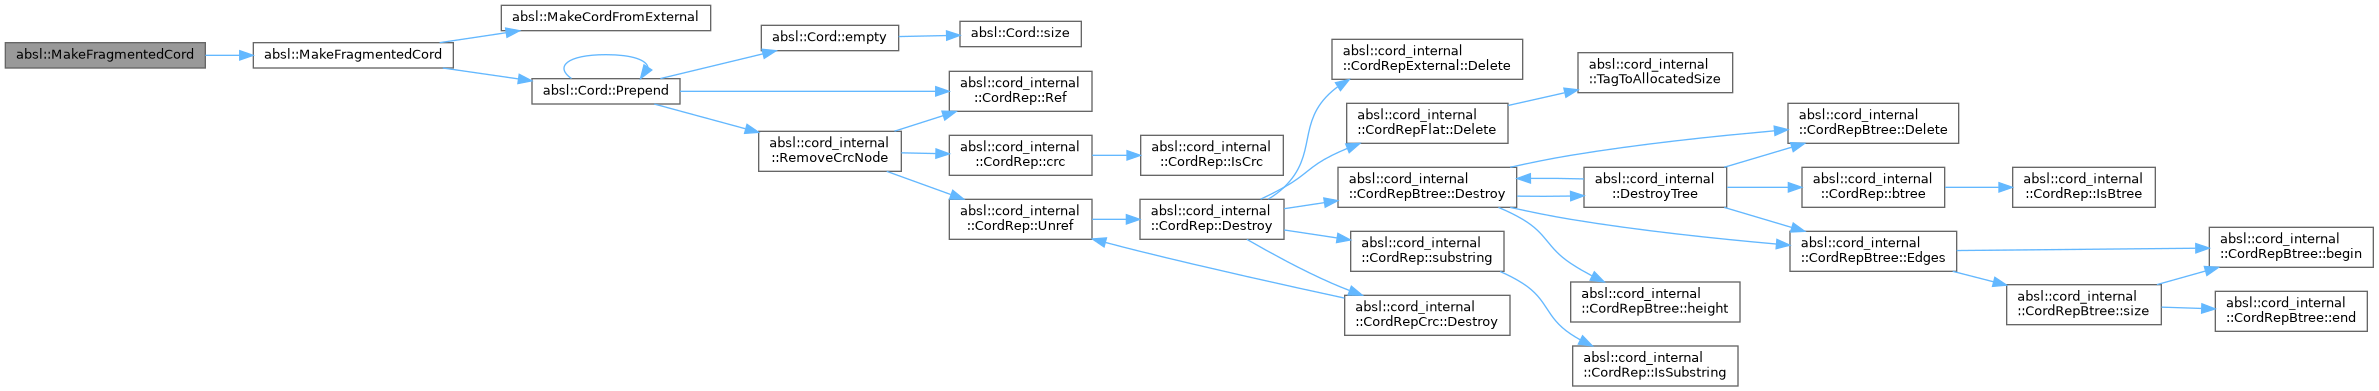 absl::MakeFragmentedCord
absl::MakeFragmentedCord
absl::MakeCordFromExternal
absl::Cord::Prepend
absl::Cord::empty
absl::Cord::size
absl::cord_internal
::CordRep::Ref
absl::cord_internal
::RemoveCrcNode
absl::cord_internal
::CordRep::crc
absl::cord_internal
::CordRep::IsCrc
absl::cord_internal
::CordRep::Unref
absl::cord_internal
::CordRep::Destroy
absl::cord_internal
::CordRepExternal::Delete
absl::cord_internal
::CordRepFlat::Delete
absl::cord_internal
::TagToAllocatedSize
absl::cord_internal
::CordRepBtree::Destroy
absl::cord_internal
::DestroyTree
absl::cord_internal
::CordRepBtree::Delete
absl::cord_internal
::CordRep::btree
absl::cord_internal
::CordRep::IsBtree
absl::cord_internal
::CordRepBtree::Edges
absl::cord_internal
::CordRepBtree::begin
absl::cord_internal
::CordRepBtree::size
absl::cord_internal
::CordRepBtree::end
absl::cord_internal
::CordRep::substring
absl::cord_internal
::CordRepBtree::height
absl::cord_internal
::CordRepCrc::Destroy
absl::cord_internal
::CordRep::IsSubstring